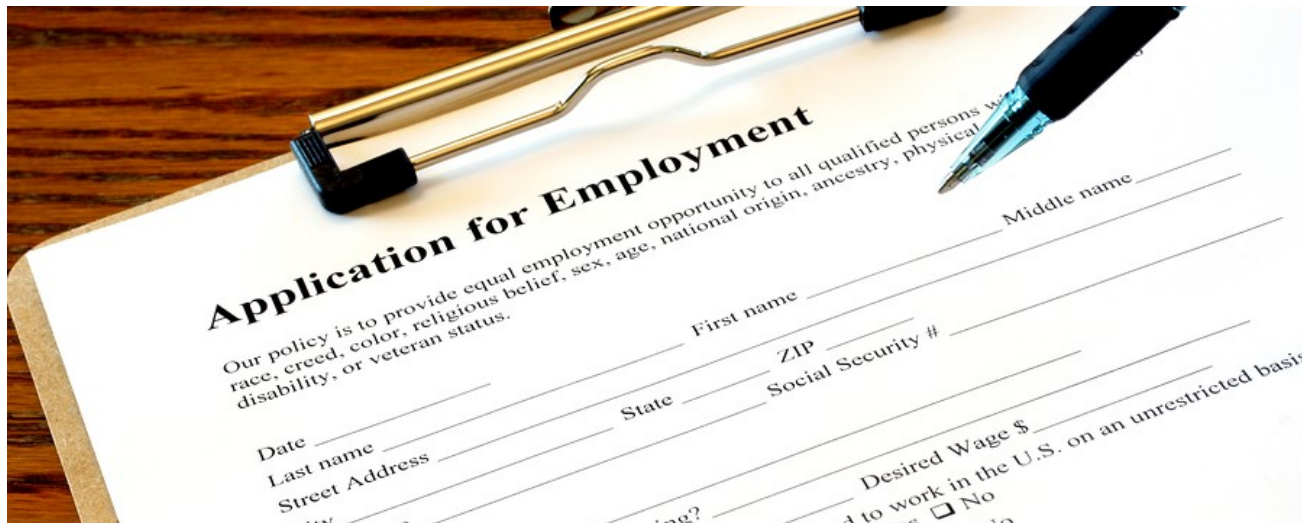 Application for Employment
Our policy is to provide equal employment opportunity to all qualified persons
race, creed, color, religious belief, sex, age, national origin, ancestry, physical
disability, or veteran status.
Date
Last name First name Middle name
Street Address
State ZIP
Social Security #
Desired Wage $
to work in the U.S. on an unrestricted basis
No